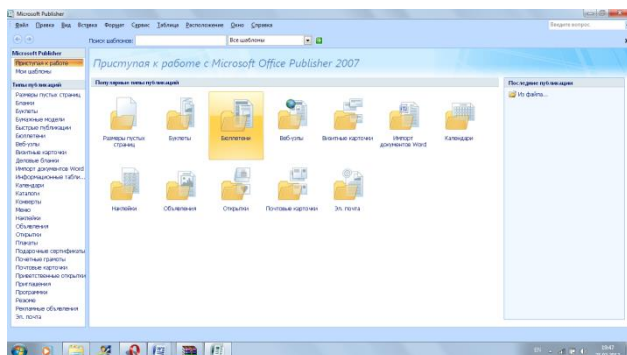 Microsoft Publisher
Файл Правка Вид Вставка Формат Сервис Таблица Расположение Окно Справка
Введите вопрос
Поиск шаблонов:
Все шаблоны
Microsoft Publisher
Приступая к работе
Мои шаблоны
Типы публикаций
Размеры пустых страниц
Бланки
Буклеты
Бумажные модели
Быстрые публикации
Бюллетени
Веб-узлы
Визитные карточки
Деловые бланки
Импорт документов Word
Информационные табли...
Календари
Каталоги
Конверты
Меню
Наклейки
Объявления
Открытки
Плакаты
Подарочные сертификаты
Почетные грамоты
Почтовые карточки
Приветственные открытки
Приглашения
Программки
Резюме
Рекламные объявления
Эл. почта
Приступая к работе с Microsoft Office Publisher 2007
Популярные типы публикаций
Размеры пустых
страниц
Буклеты
Бюллетени
Веб-узлы
Визитные карточки
Импорт
документов Word
Календари
Наклейки
Объявления
Открытки
Почтовые карточки
Эл. почта
Последние публикации
Из файла...
EN
19:47